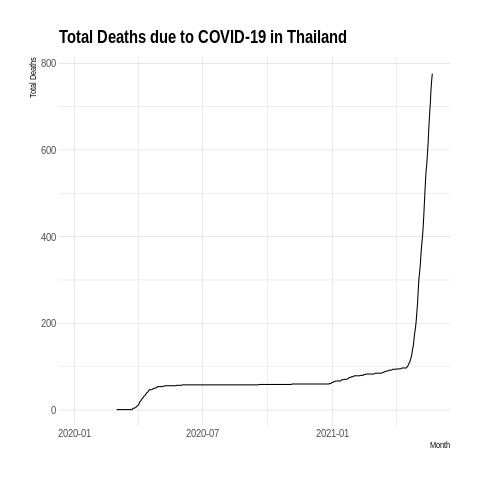 Total Deaths due to COVID-19 in Thailand
Total Deaths
800
600
400
200
0
2020-01
2020-07
2021-01
Month